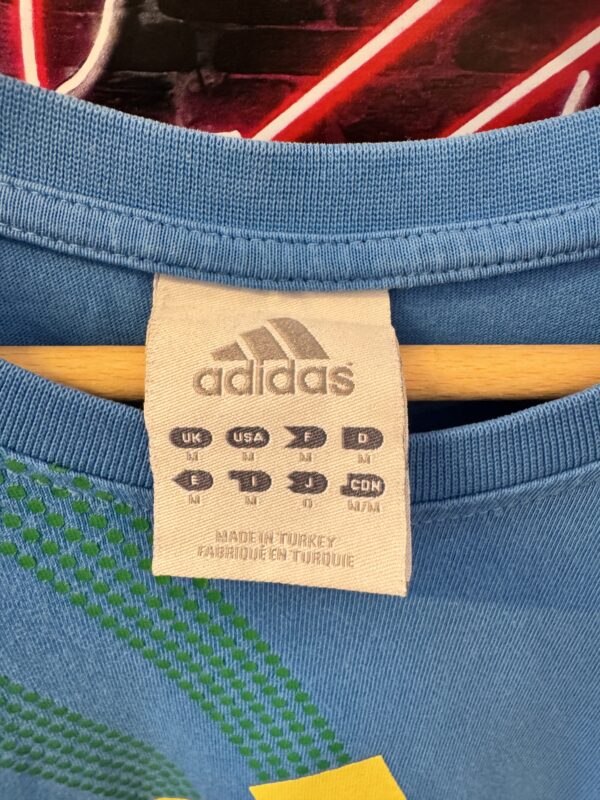 adidas
UK USA F D
M M M M
E I J CDN
M M O M/M
MADE IN TURKEY
FABRIQUÉ EN TURQUIE